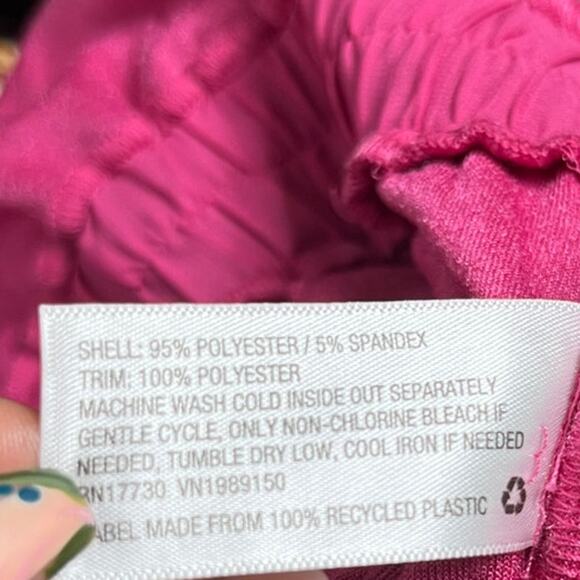 SHELL: 95% POLYESTER / 5% SPANDEX
TRIM: 100% POLYESTER
MACHINE WASH COLD INSIDE OUT SEPARATELY
GENTLE CYCLE, ONLY NON-CHLORINE BLEACH IF
NEEDED, TUMBLE DRY LOW, COOL IRON IF NEEDED
RN17730 VN1989150
LABEL MADE FROM 100% RECYCLED PLASTIC